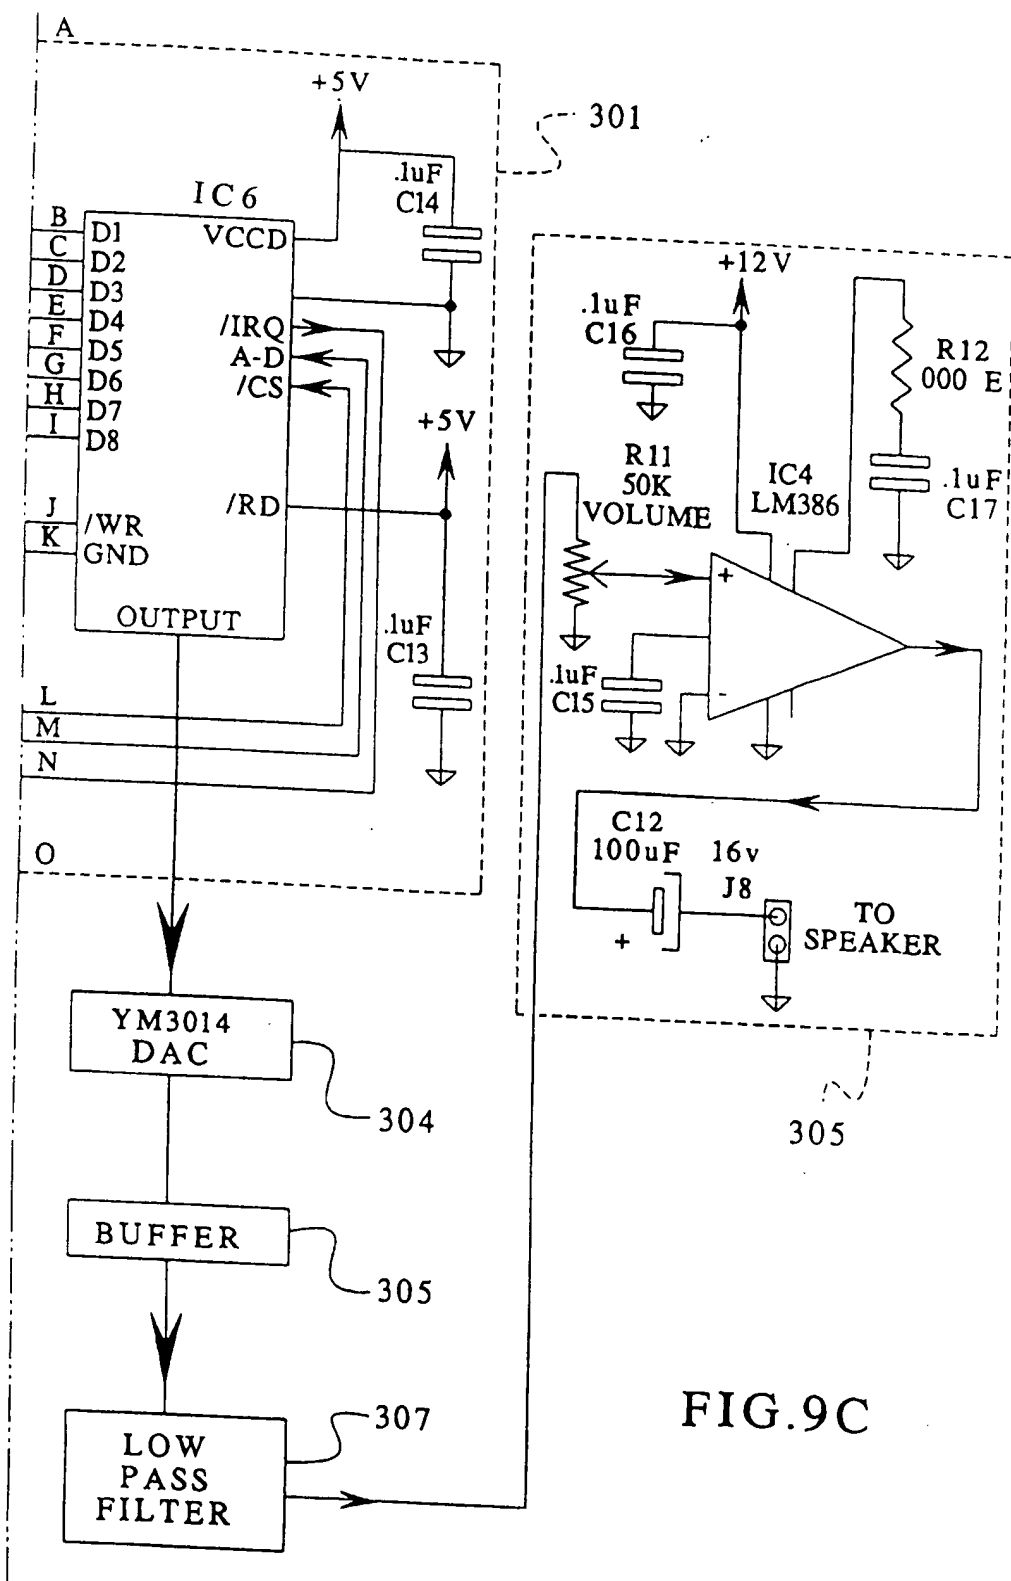 A
+5V
301
.1uF
C14
IC6
B
C
D
E
F
G
H
I
D1
D2
D3
D4
D5
D6
D7
D8
VCCD
/IRQ
A-D
/CS
+5V
/RD
J
K
/WR
GND
OUTPUT
.1uF
C13
L
M
N
O
+12V
.1uF
C16
R12
000 E
R11
50K
VOLUME
IC4
LM386
.1uF
C17
+
-
.1uF
C15
C12
100uF
16v
J8
+
TO
SPEAKER
305
YM3014
DAC
304
BUFFER
305
307
LOW
PASS
FILTER
FIG.9C